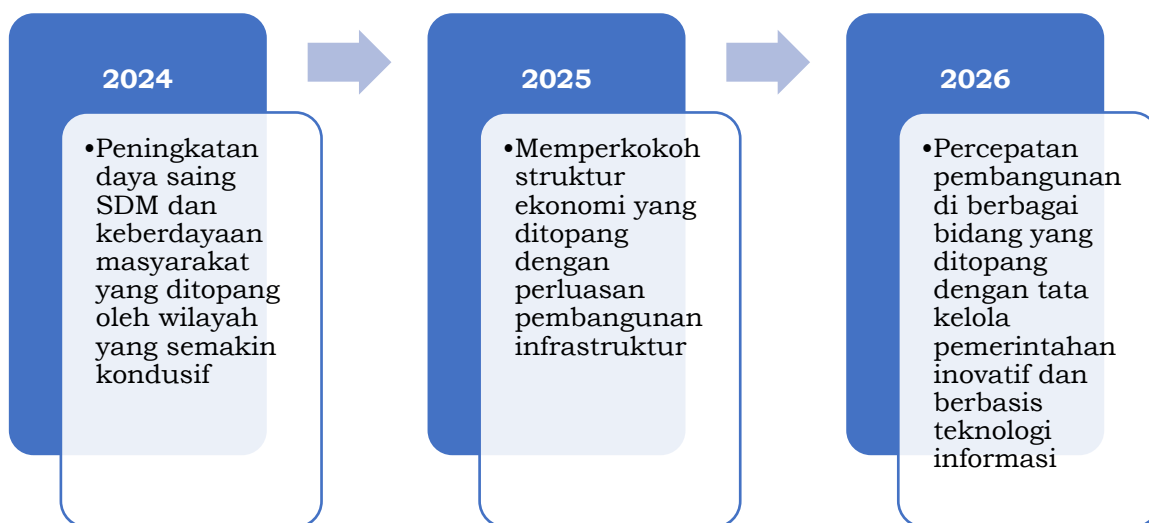 2024
•Peningkatan
daya saing
SDM dan
keberdayaan
masyarakat
yang ditopang
oleh wilayah
yang semakin
kondusif
2025
•Memperkokoh
struktur
ekonomi yang
ditopang
dengan
perluasan
pembangunan
infrastruktur
2026
•Percepatan
pembangunan
di berbagai
bidang yang
ditopang
dengan tata
kelola
pemerintahan
inovatif dan
berbasis
teknologi
informasi